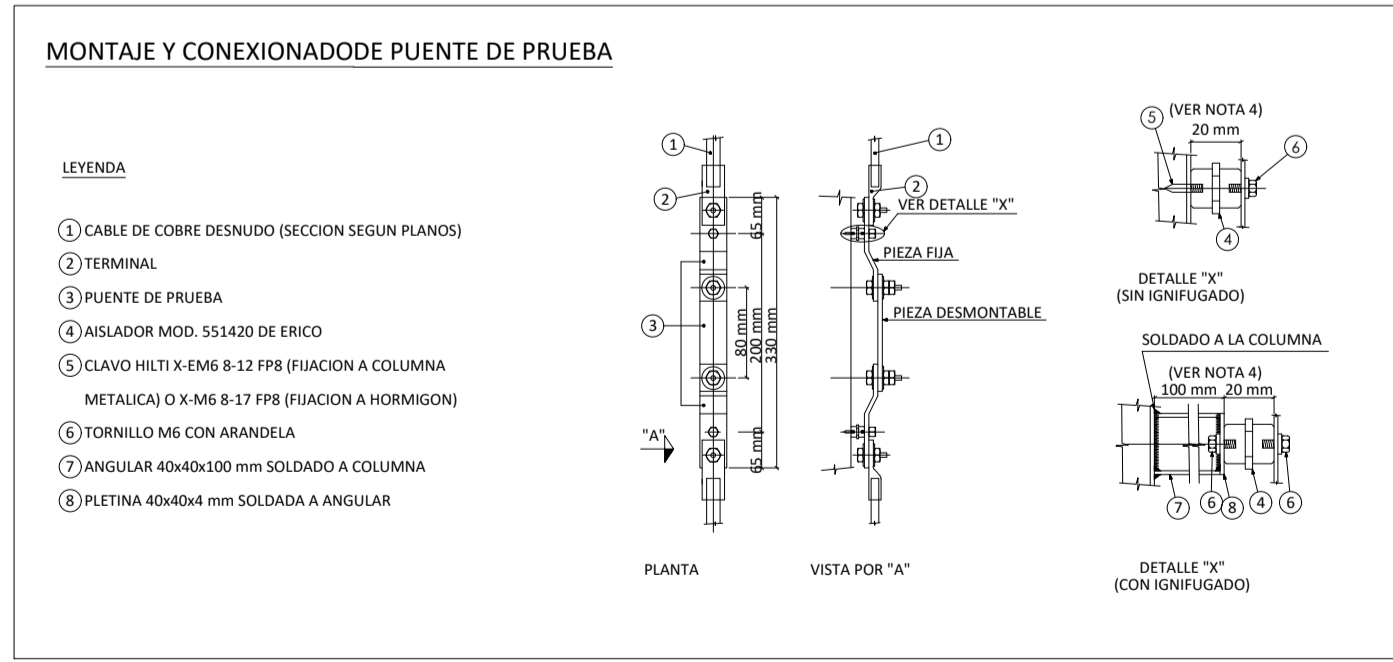 MONTAJE Y CONEXIONADODE PUENTE DE PRUEBA
LEYENDA
1 CABLE DE COBRE DESNUDO (SECCION SEGUN PLANOS)
2 TERMINAL
3 PUENTE DE PRUEBA
4 AISLADOR MOD. 551420 DE ERICO
5 CLAVO HILTI X-EM6 8-12 FP8 (FIJACION A COLUMNA
METALICA) O X-M6 8-17 FP8 (FIJACION A HORMIGON)
6 TORNILLO M6 CON ARANDELA
7 ANGULAR 40x40x100 mm SOLDADO A COLUMNA
8 PLETINA 40x40x4 mm SOLDADA A ANGULAR
1
2
3
"A"
65 mm
80 mm
200 mm
330 mm
65 mm
PLANTA
1
2
VER DETALLE "X"
PIEZA FIJA
PIEZA DESMONTABLE
VISTA POR "A"
5
(VER NOTA 4)
20 mm
6
4
DETALLE "X"
(SIN IGNIFUGADO)
SOLDADO A LA COLUMNA
(VER NOTA 4)
100 mm
20 mm
7
6
8
4
6
DETALLE "X"
(CON IGNIFUGADO)